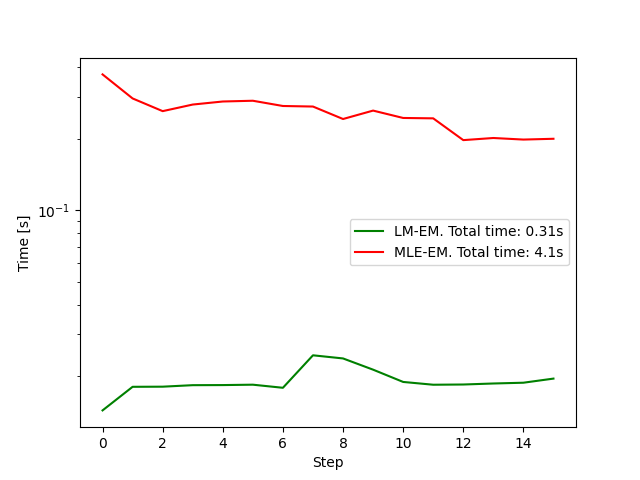 Time [s]
10⁻¹
LM-EM. Total time: 0.31s
MLE-EM. Total time: 4.1s
0 2 4 6 8 10 12 14
Step